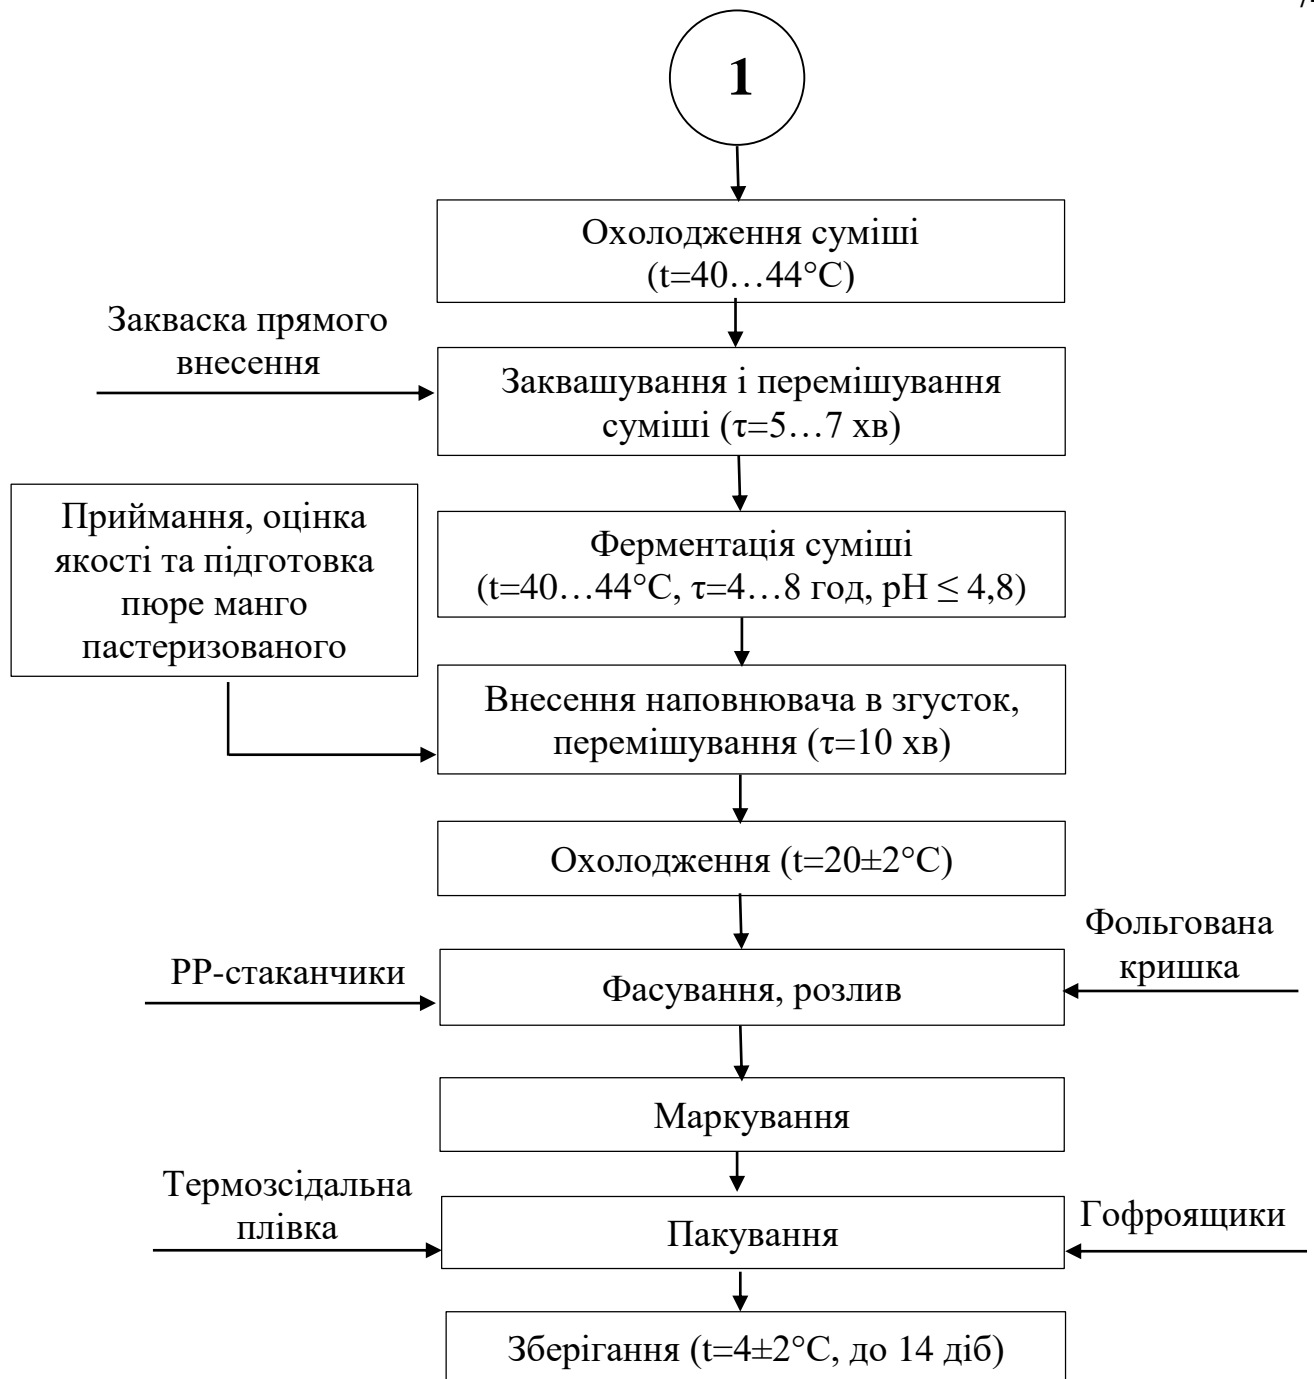 1
Охолодження суміші
(t=40…44°C)
Закваска прямого
внесення
Заквашування і перемішування
суміші (τ=5…7 хв)
Приймання, оцінка
якості та підготовка
пюре манго
пастеризованого
Ферментація суміші
(t=40…44°C, τ=4…8 год, pH ≤ 4,8)
Внесення наповнювача в згусток,
перемішування (τ=10 хв)
Охолодження (t=20±2°C)
PP-стаканчики
Фасування, розлив
Фольгована
кришка
Маркування
Термозсідальна
плівка
Пакування
Гофроящики
Зберігання (t=4±2°C, до 14 діб)